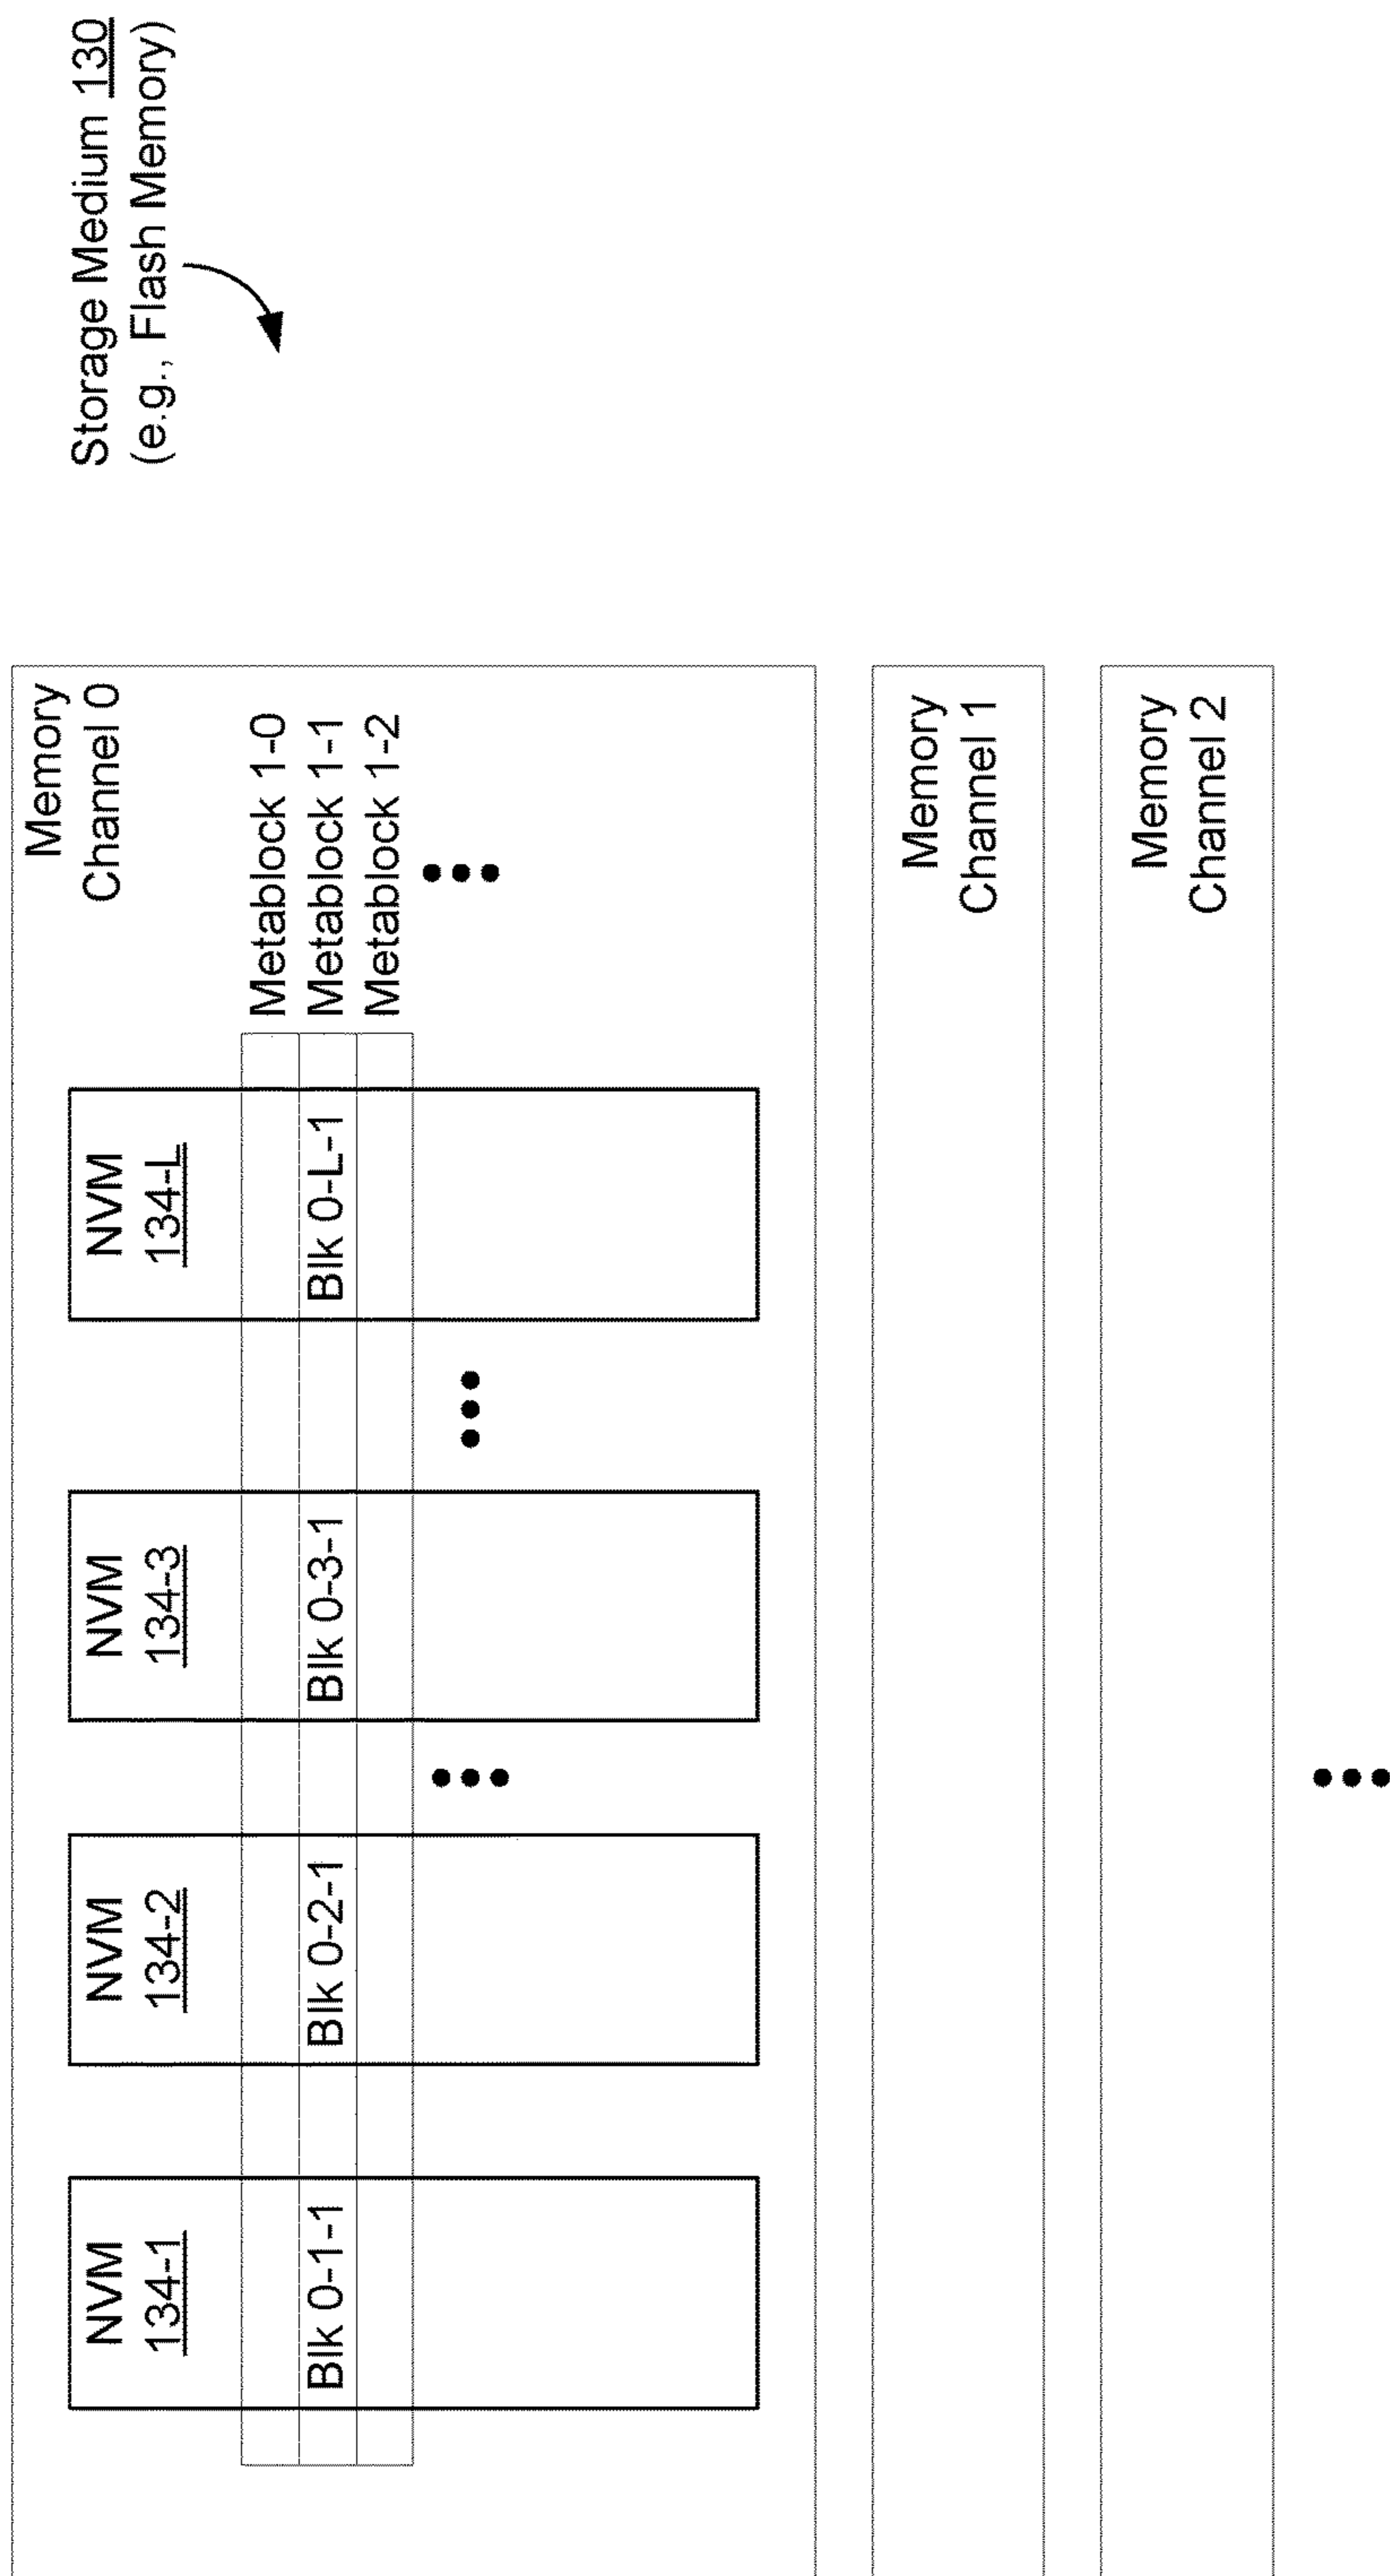 Storage Medium 130
(e.g., Flash Memory)
Memory
Channel 0
NVM
134-1
NVM
134-2
NVM
134-3
NVM
134-L
Metablock 1-0
Blk 0-1-1
Blk 0-2-1
Blk 0-3-1
Blk 0-L-1
Metablock 1-1
Metablock 1-2
Memory
Channel 1
Memory
Channel 2